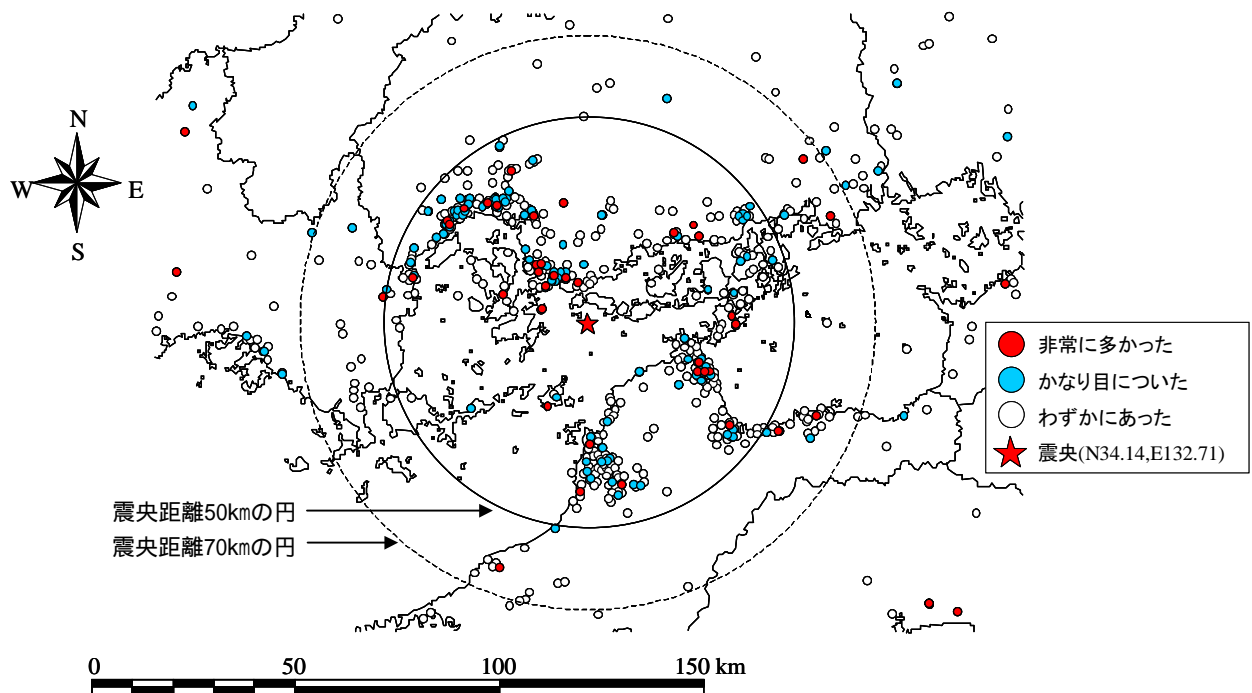 N
W E
S
非常に多かった
かなり目についた
わずかにあった
震央(N34.14,E132.71)
震央距離50㎞の円
震央距離70㎞の円
0 50 100 150 km